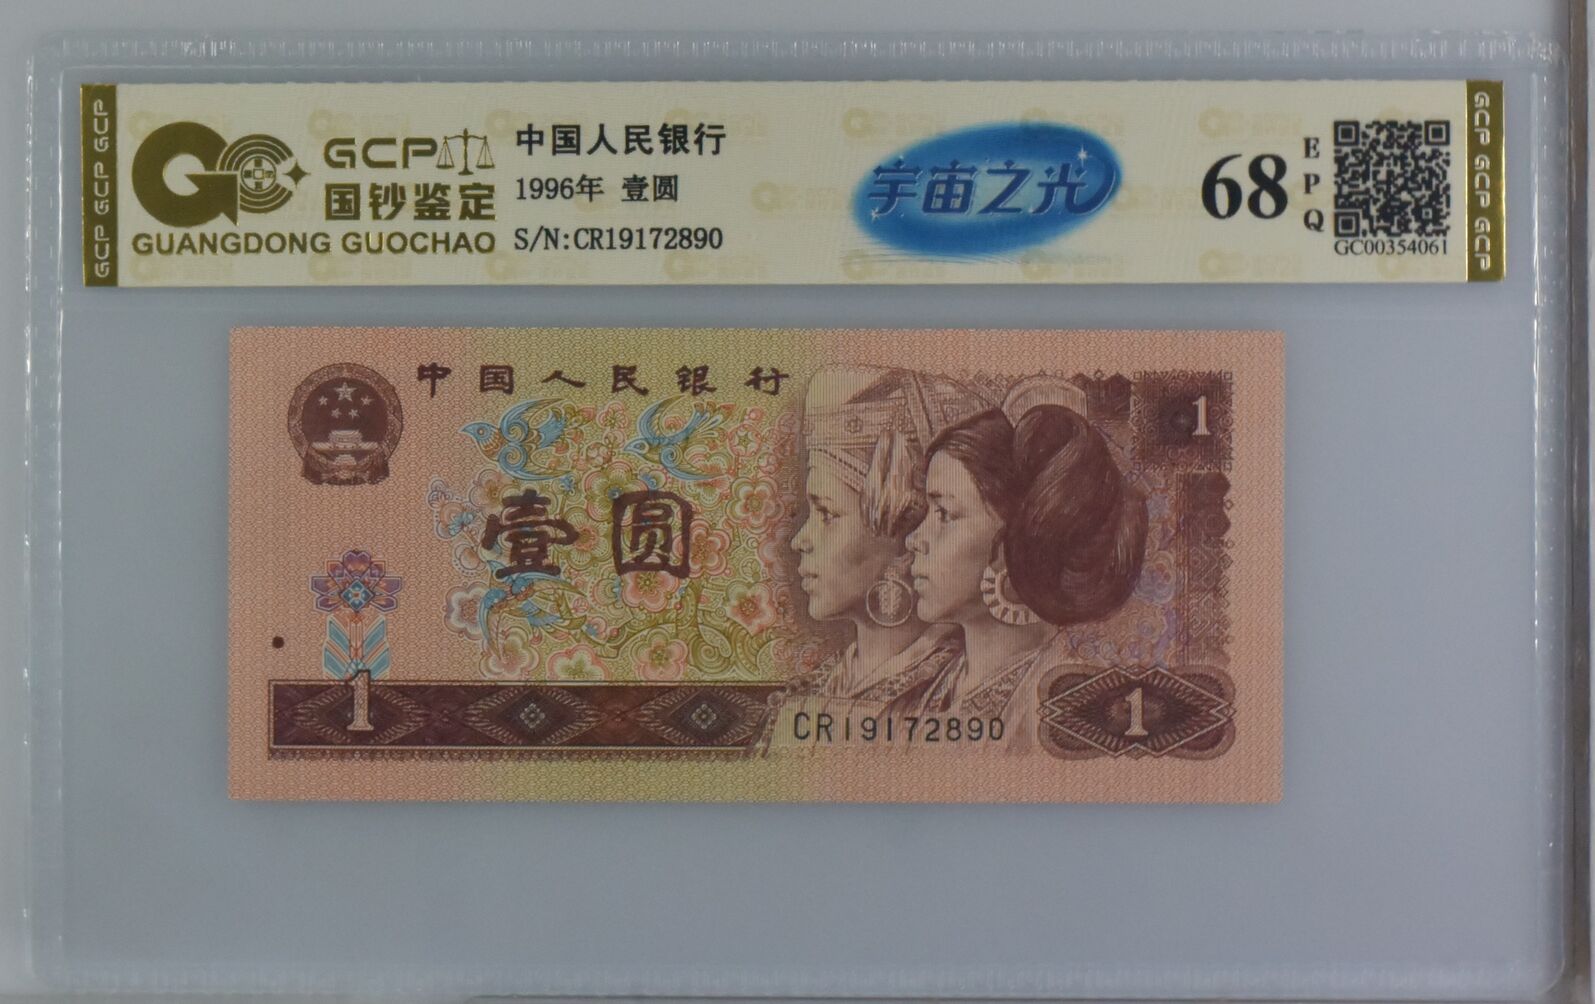 GCP GCP GCP
GCP
国钞鉴定
GUANGDONG GUOCHAO
中国人民银行
1996年 壹圆
S/N:CR19172890
宇宙之光
68
EPQ
GC00354061
GCP GCP GCP
中国人民银行
1
壹圆
1
CR19172890
1